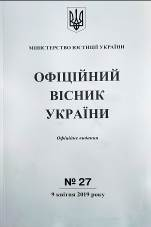 МІНІСТЕРСТВО ЮСТИЦІЇ УКРАЇНИ
ОФІЦІЙНИЙ
ВІСНИК
УКРАЇНИ
Офіційне видання
№ 27
9 квітня 2019 року